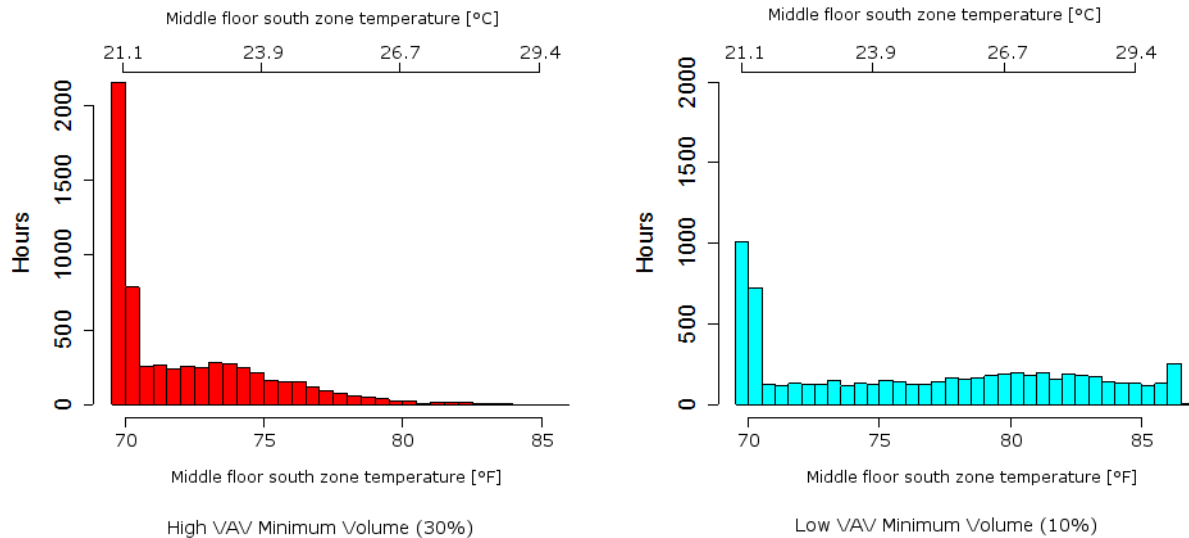 Middle floor south zone temperature [°C]
21.1 23.9 26.7 29.4
Hours
2000
1500
1000
500
0
70 75 80 85
Middle floor south zone temperature [°F]
High VAV Minimum Volume (30%)
Middle floor south zone temperature [°C]
21.1 23.9 26.7 29.4
Hours
2000
1500
1000
500
0
70 75 80 85
Middle floor south zone temperature [°F]
Low VAV Minimum Volume (10%)